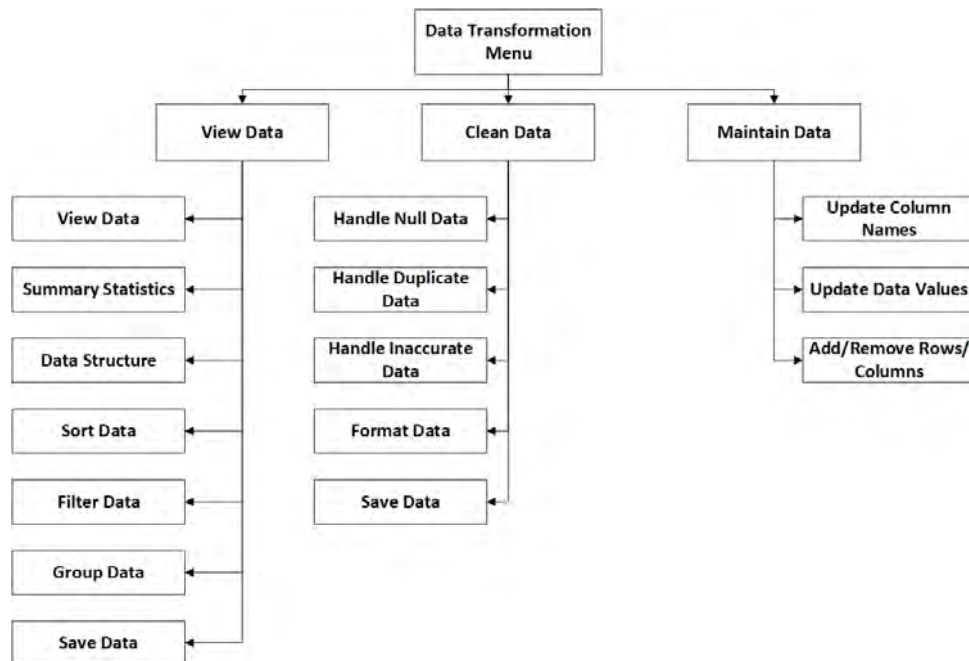 Data Transformation
Menu
View Data
Clean Data
Maintain Data
View Data
Summary Statistics
Data Structure
Sort Data
Filter Data
Group Data
Save Data
Handle Null Data
Handle Duplicate
Data
Handle Inaccurate
Data
Format Data
Save Data
Update Column
Names
Update Data Values
Add/Remove Rows/
Columns